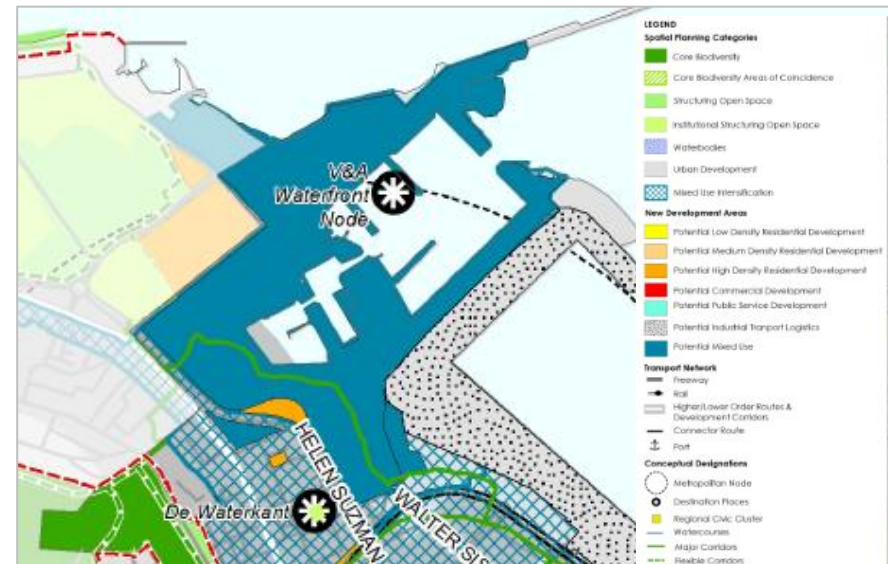 V&A
Waterfront
Node
De Waterkant
HELEN SUZMAN
WALTER SIS
LEGEND
Spatial Planning Categories
Core Biodiversity
Core Biodiversity Areas of Coincidence
Structuring Open Space
Institutional Structuring Open Space
Waterbodies
Urban Development
Mixed Use Intensification
New Development Areas
Potential Low Density Residential Development
Potential Medium Density Residential Development
Potential High Density Residential Development
Potential Commercial Development
Potential Public Service Development
Potential Industrial Tranport Logistics
Potential Mixed Use
Transport Network
Freeway
Rail
Higher/Lower Order Routes &
Development Corridors
Connector Route
Port
Conceptual Designations
Metropolitan Node
Destination Places
Regional Civic Cluster
Watercourses
Major Corridors
Flexible Corridors